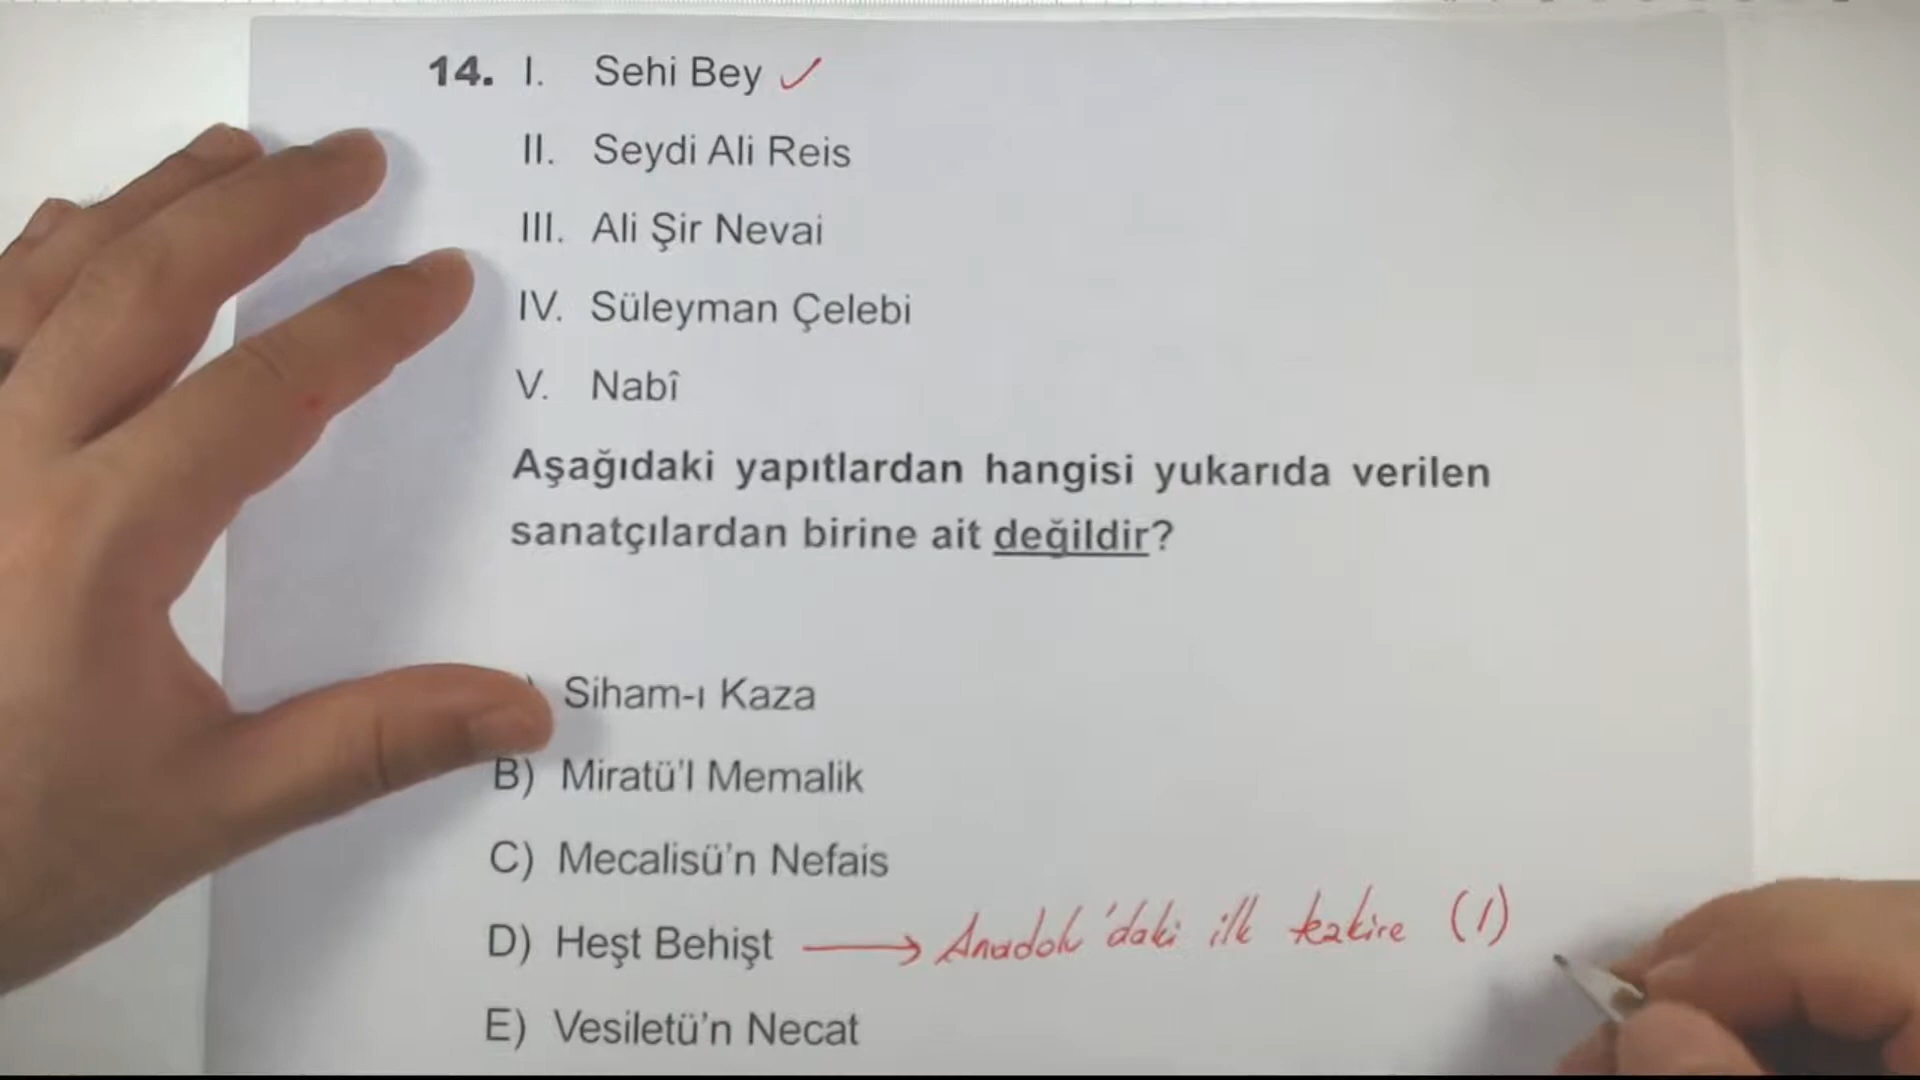 14. I. Sehi Bey
II. Seydi Ali Reis
III. Ali Şir Nevai
IV. Süleyman Çelebi
V. Nabî
Aşağıdaki yapıtlardan hangisi yukarıda verilen
sanatçılardan birine ait değildir?
Siham-ı Kaza
B) Miratü'l Memalik
C) Mecalisü'n Nefais
D) Heşt Behişt → Anadolu'daki ilk tezkire (1)
E) Vesiletü'n Necat